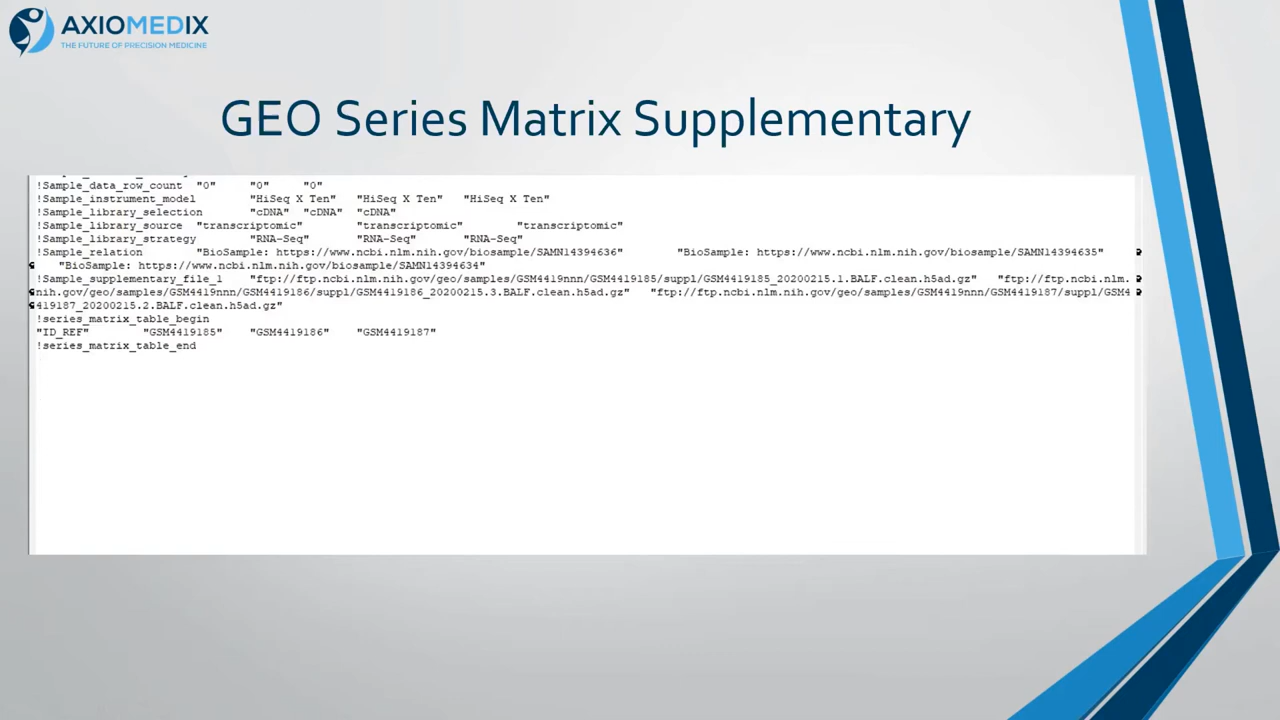 AXIOMEDIX
THE FUTURE OF PRECISION MEDICINE
GEO Series Matrix Supplementary
!Sample_data_row_count "0" "0" "0"
!Sample_instrument_model "HiSeq X Ten" "HiSeq X Ten" "HiSeq X Ten"
!Sample_library_selection "cDNA" "cDNA" "cDNA"
!Sample_library_source "transcriptomic" "transcriptomic" "transcriptomic"
!Sample_library_strategy "RNA-Seq" "RNA-Seq" "RNA-Seq"
!Sample_relation "BioSample: https://www.ncbi.nlm.nih.gov/biosample/SAMN14394636" "BioSample: https://www.ncbi.nlm.nih.gov/biosample/SAMN14394635"
"BioSample: https://www.ncbi.nlm.nih.gov/biosample/SAMN14394634"
!Sample_supplementary_file_1 "ftp://ftp.ncbi.nlm.nih.gov/geo/samples/GSM4419nnn/GSM4419185/suppl/GSM4419185_20200215.1.BALF.clean.h5ad.gz" "ftp://ftp.ncbi.nlm.
nih.gov/geo/samples/GSM4419nnn/GSM4419186/suppl/GSM4419186_20200215.3.BALF.clean.h5ad.gz" "ftp://ftp.ncbi.nlm.nih.gov/geo/samples/GSM4419nnn/GSM4419187/suppl/GSM4
419187_20200215.2.BALF.clean.h5ad.gz"
!series_matrix_table_begin
"ID_REF" "GSM4419185" "GSM4419186" "GSM4419187"
!series_matrix_table_end